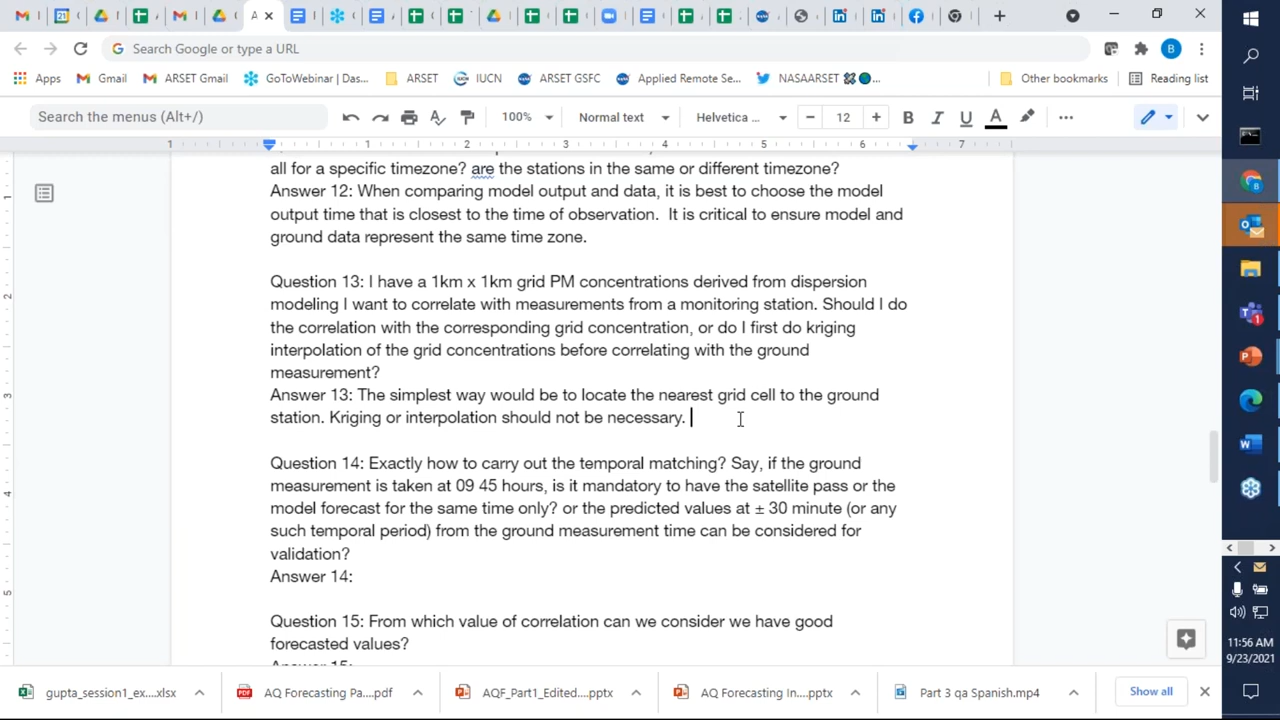 Search Google or type a URL
B
Apps
Gmail
ARSET Gmail
GoToWebinar | Das...
ARSET
IUCN
ARSET GSFC
Applied Remote Se...
NASAARSET
Other bookmarks
Reading list
Search the menus (Alt+/)
100%
Normal text
Helvetica ...
12
B I U A
1 1 2 3 4 5 6 7
all for a specific timezone? are the stations in the same or different timezone?
Answer 12: When comparing model output and data, it is best to choose the model
output time that is closest to the time of observation.  It is critical to ensure model and
ground data represent the same time zone.
Question 13: I have a 1km x 1km grid PM concentrations derived from dispersion
modeling I want to correlate with measurements from a monitoring station. Should I do
the correlation with the corresponding grid concentration, or do I first do kriging
interpolation of the grid concentrations before correlating with the ground
measurement?
Answer 13: The simplest way would be to locate the nearest grid cell to the ground
station. Kriging or interpolation should not be necessary.
Question 14: Exactly how to carry out the temporal matching? Say, if the ground
measurement is taken at 09 45 hours, is it mandatory to have the satellite pass or the
model forecast for the same time only? or the predicted values at ± 30 minute (or any
such temporal period) from the ground measurement time can be considered for
validation?
Answer 14:
Question 15: From which value of correlation can we consider we have good
forecasted values?
Answer 15:
11:56 AM
9/23/2021
gupta_session1_ex....xlsx
AQ Forecasting Pa....pdf
AQF_Part1_Edited....pptx
AQ Forecasting In....pptx
Part 3 qa Spanish.mp4
Show all